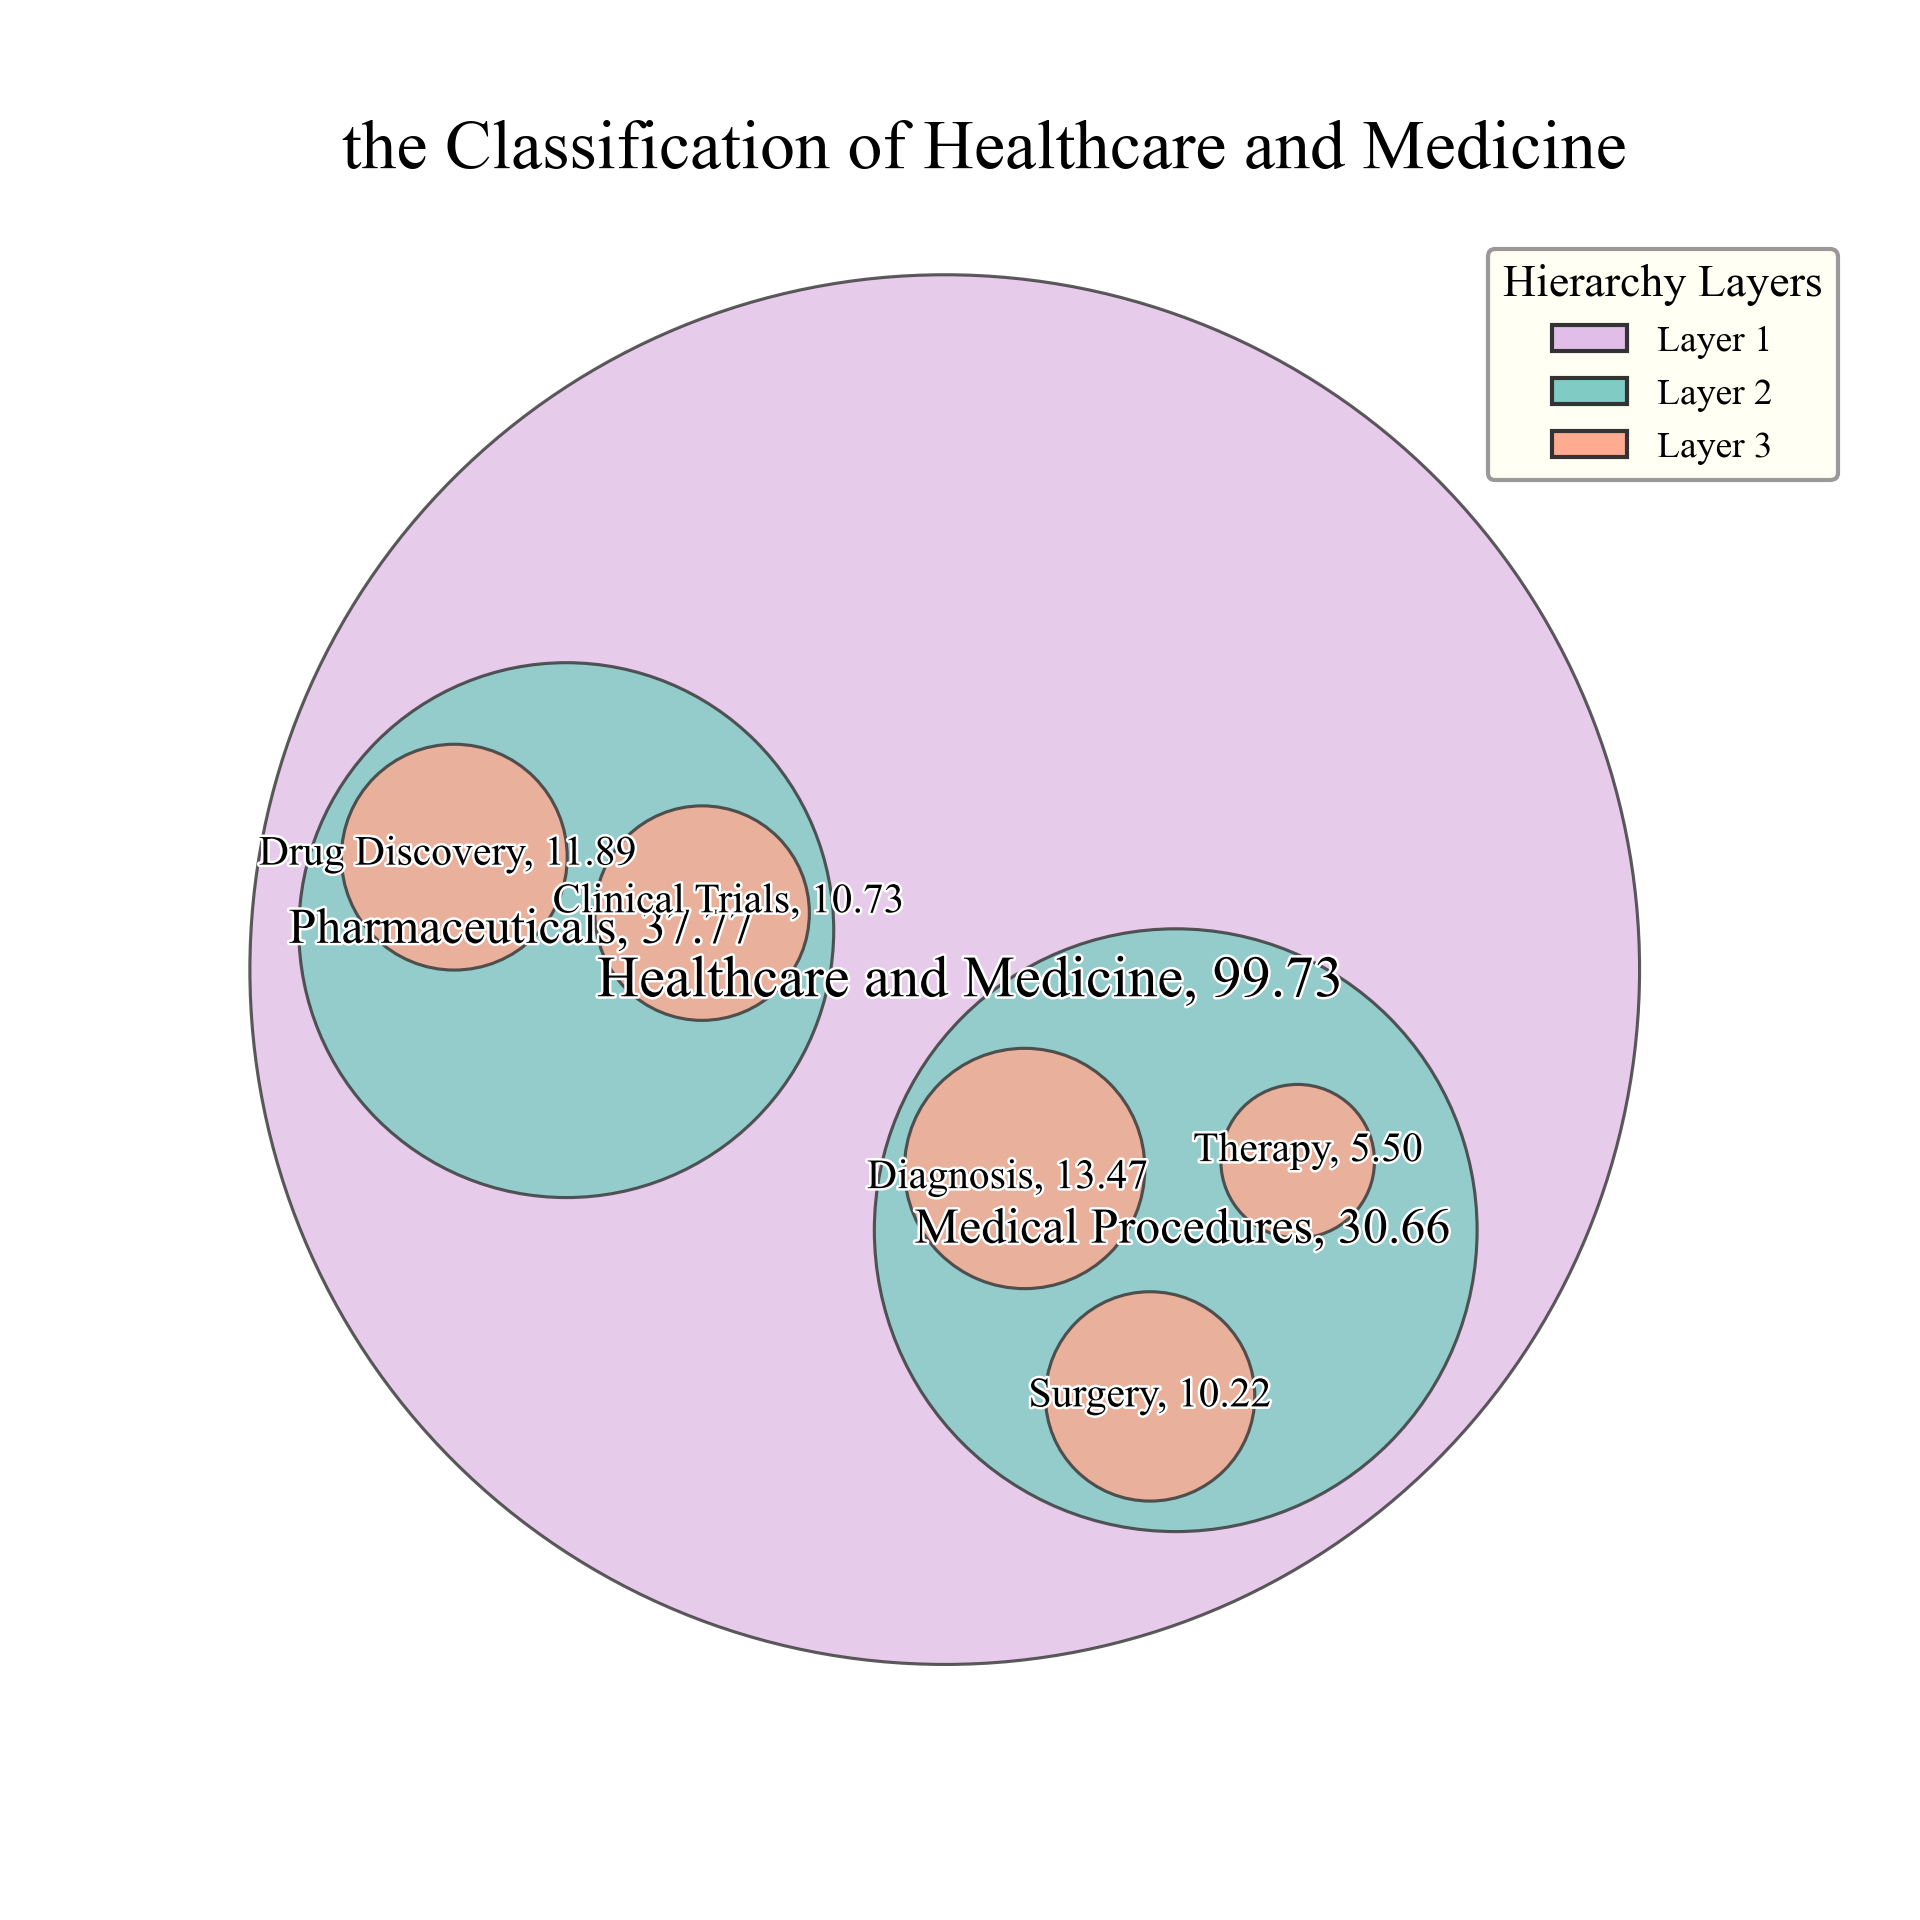 the Classification of Healthcare and Medicine
Hierarchy Layers
Layer 1
Layer 2
Layer 3
Drug Discovery, 11.89
Clinical Trials, 10.73
Pharmaceuticals, 37.77
Healthcare and Medicine, 99.73
Therapy, 5.50
Diagnosis, 13.47
Medical Procedures, 30.66
Surgery, 10.22